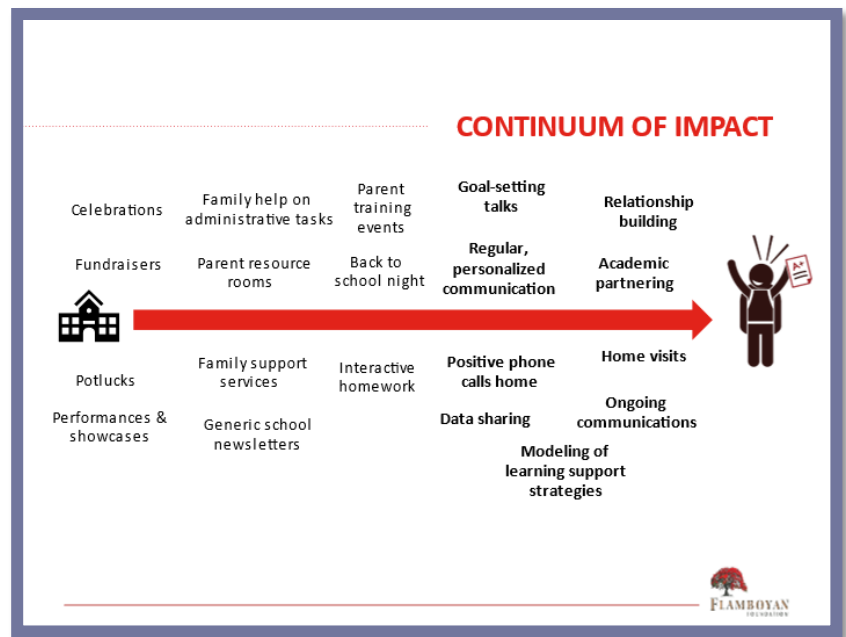 CONTINUUM OF IMPACT
Celebrations
Family help on
administrative tasks
Parent
training
events
Goal-setting
talks
Relationship
building
Fundraisers
Parent resource
rooms
Back to
school night
Regular,
personalized
communication
Academic
partnering
A+
Potlucks
Family support
services
Interactive
homework
Positive phone
calls home
Home visits
Performances &
showcases
Generic school
newsletters
Data sharing
Ongoing
communications
Modeling of
learning support
strategies
FLAMBOYAN
FOUNDATION